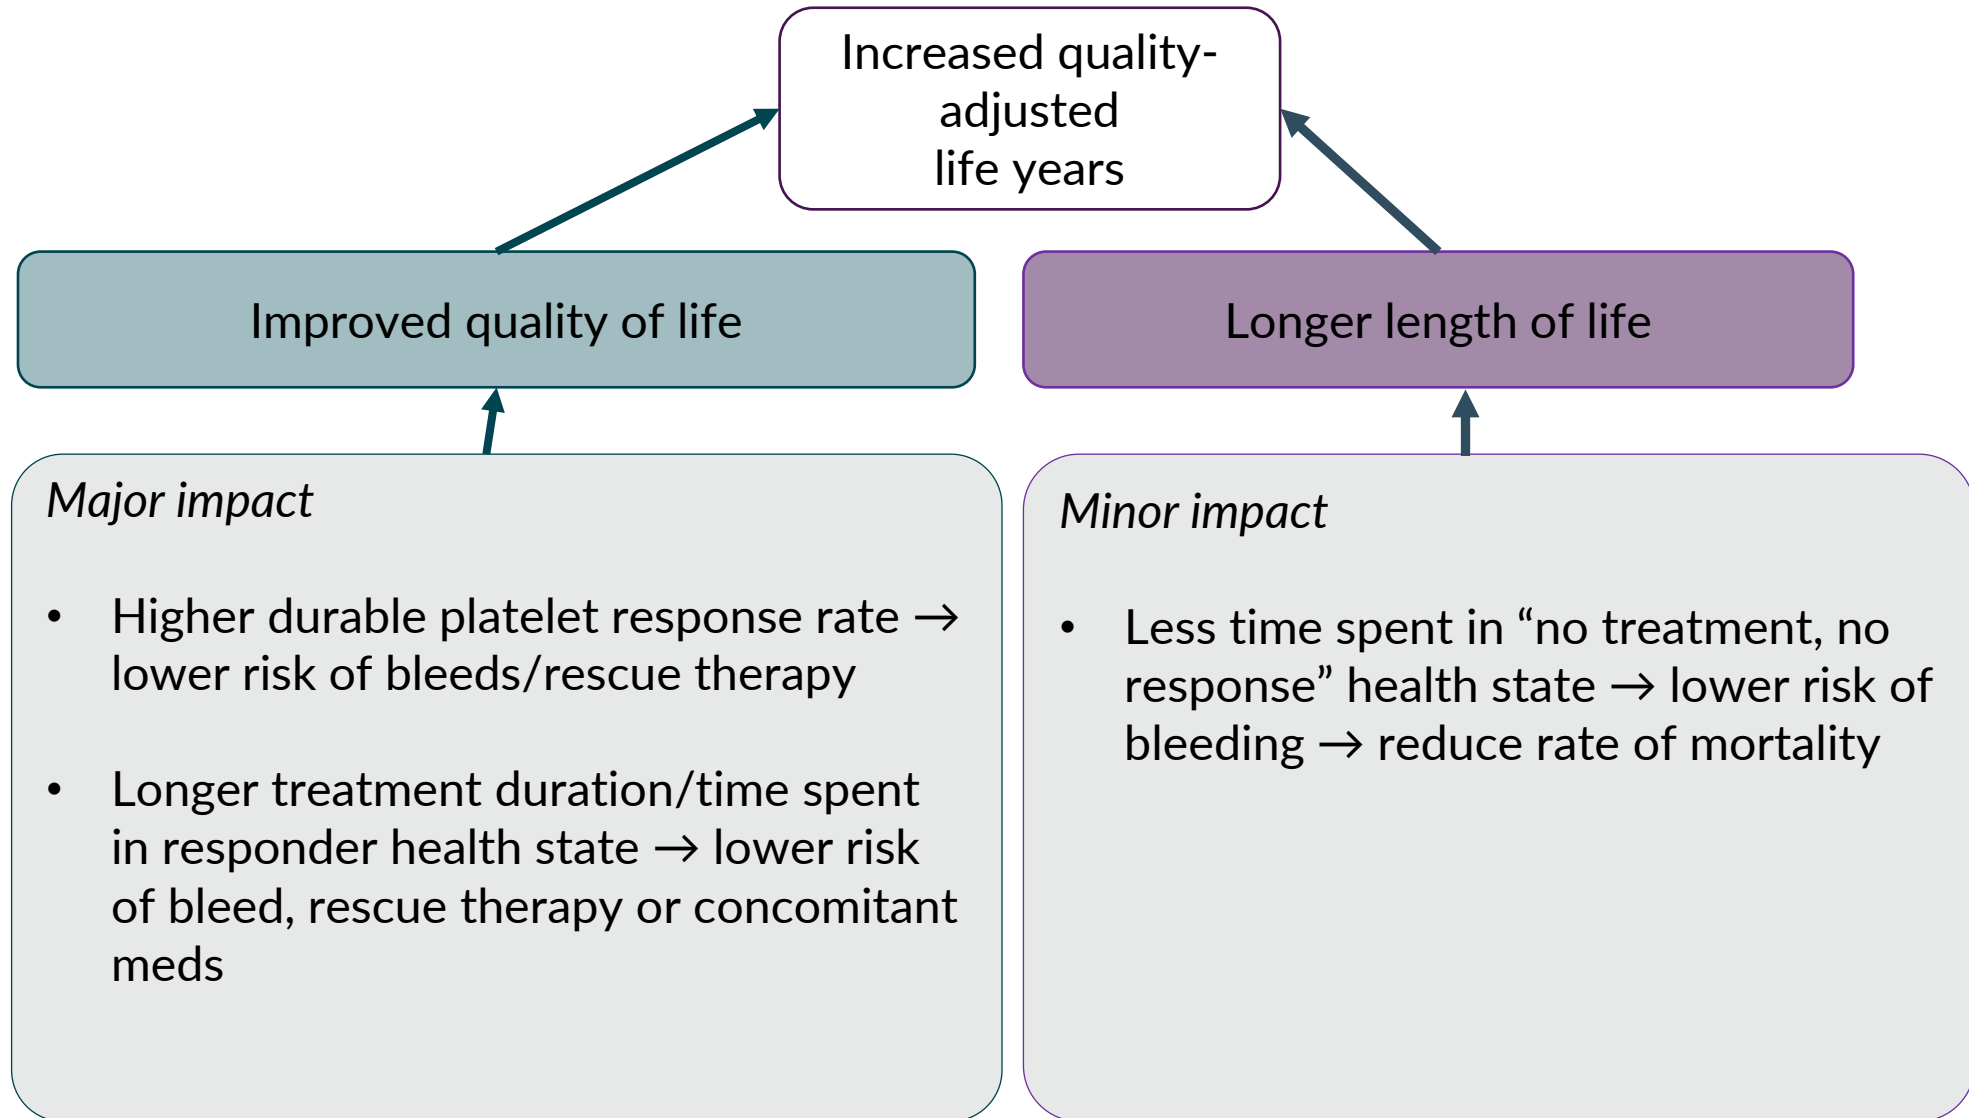 Increased quality-
adjusted
life years
Improved quality of life
Longer length of life
Major impact
• Higher durable platelet response rate →
lower risk of bleeds/rescue therapy
• Longer treatment duration/time spent
in responder health state → lower risk
of bleed, rescue therapy or concomitant
meds
Minor impact
• Less time spent in “no treatment, no
response” health state → lower risk of
bleeding → reduce rate of mortality